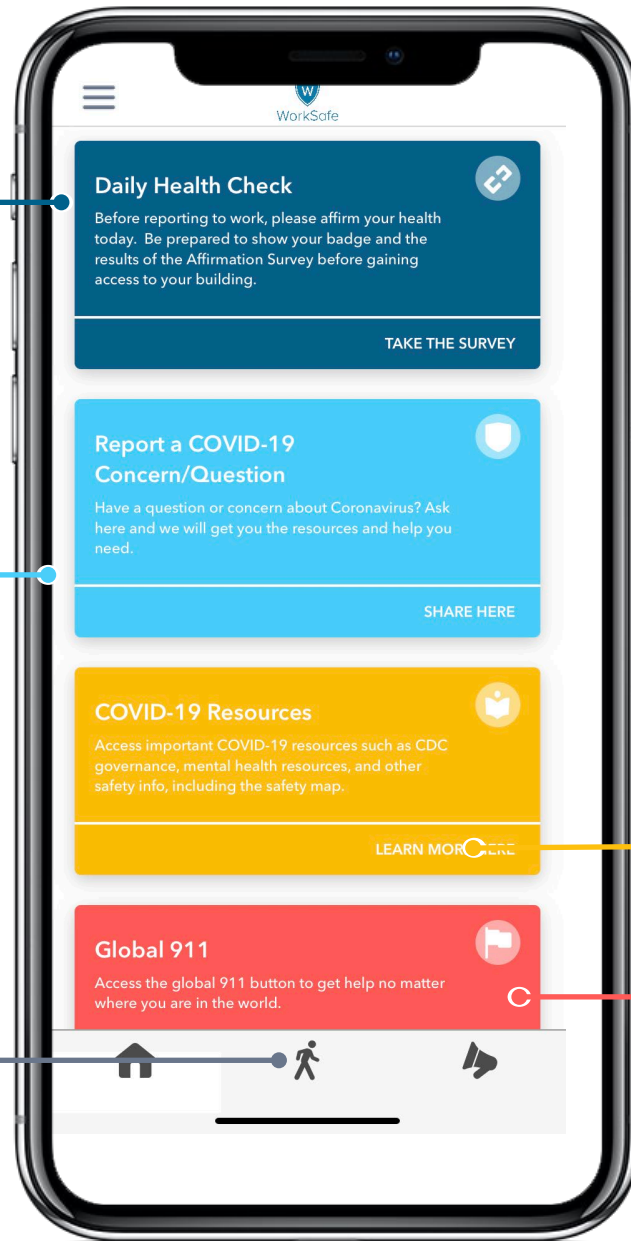 W
WorkSafe
Daily Health Check
Before reporting to work, please affirm your health
today. Be prepared to show your badge and the
results of the Affirmation Survey before gaining
access to your building.
TAKE THE SURVEY
Report a COVID-19
Concern/Question
Have a question or concern about Coronavirus? Ask
here and we will get you the resources and help you
need.
SHARE HERE
COVID-19 Resources
Access important COVID-19 resources such as CDC
governance, mental health resources, and other
safety info, including the safety map.
LEARN MORE HERE
Global 911
Access the global 911 button to get help no matter
where you are in the world.